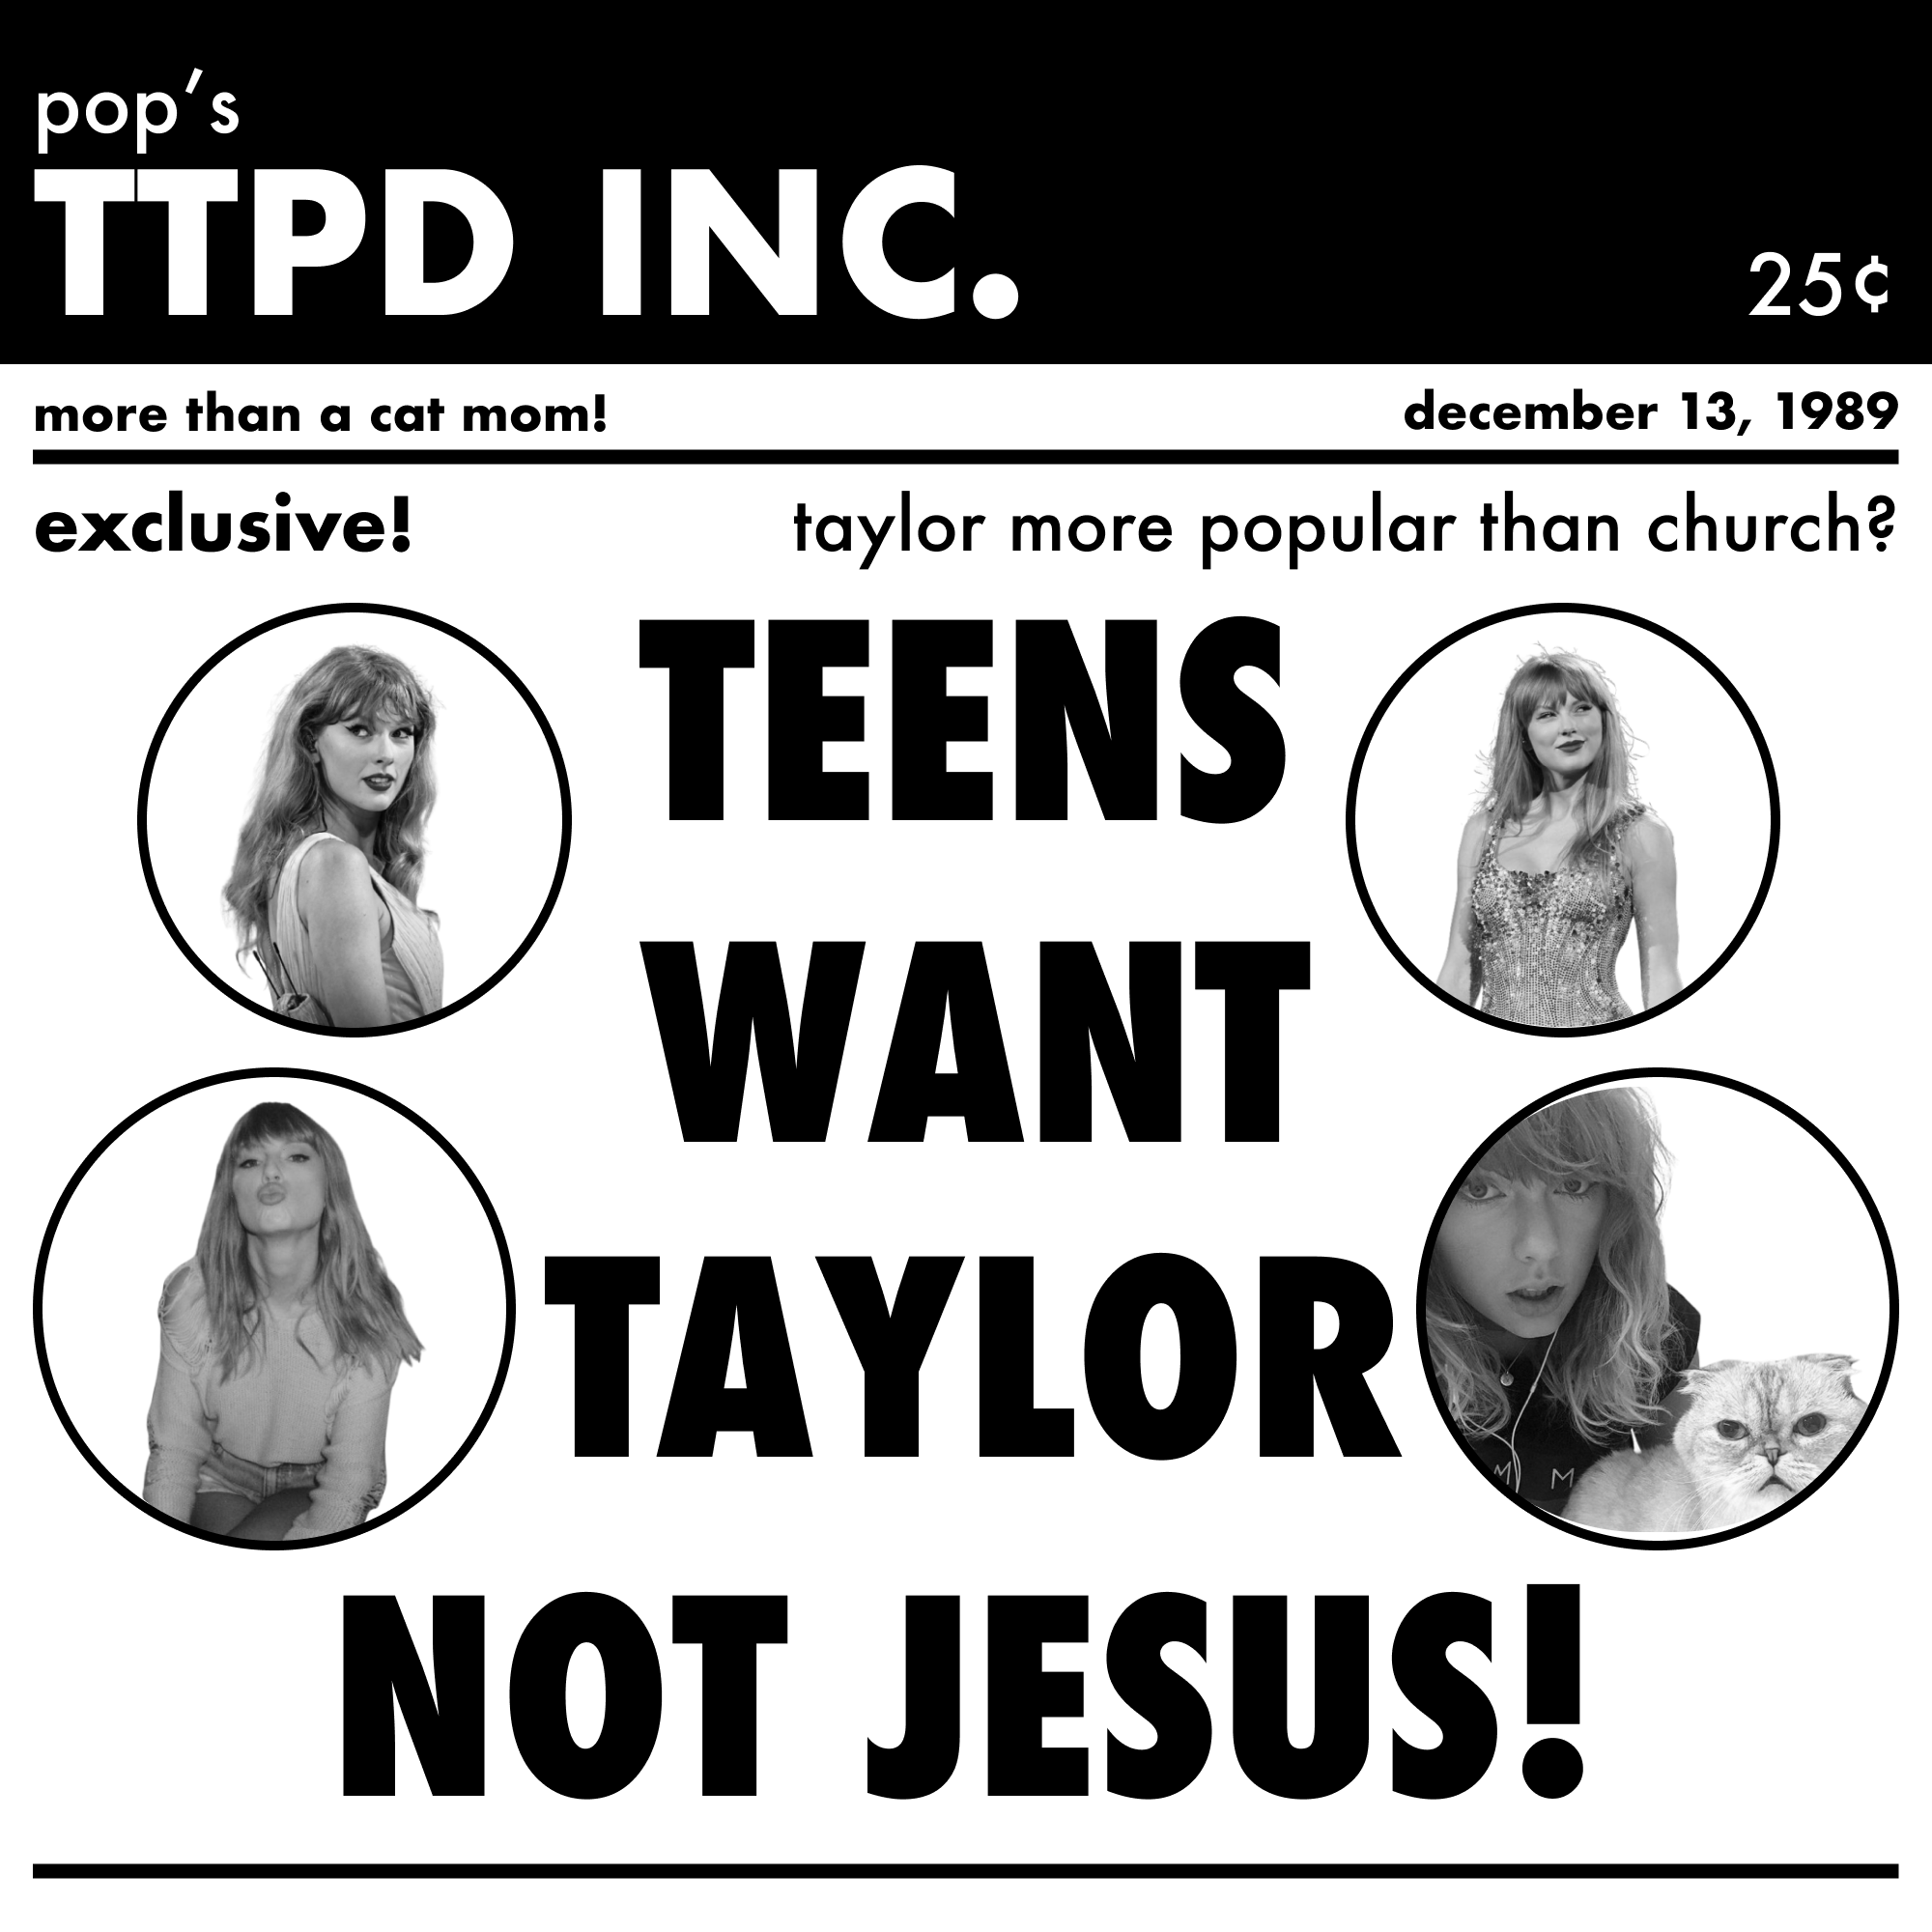 pop's
TTPD INC.
25¢
more than a cat mom!
december 13, 1989
exclusive!
taylor more popular than church?
TEENS
WANT
TAYLOR
NOT JESUS!
M M